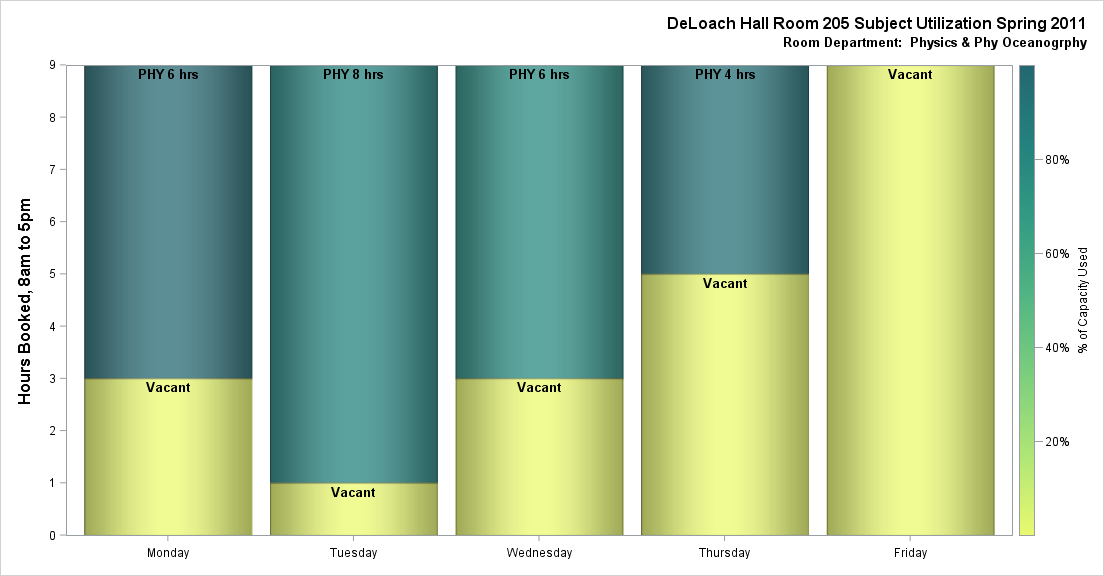 DeLoach Hall Room 205 Subject Utilization Spring 2011
Room Department:  Physics & Phy Oceanogrphy
Hours Booked, 8am to 5pm
9
8
7
6
5
4
3
2
1
0
PHY 6 hrs
Vacant
PHY 8 hrs
Vacant
PHY 6 hrs
Vacant
PHY 4 hrs
Vacant
Vacant
Monday
Tuesday
Wednesday
Thursday
Friday
80%
60%
40%
20%
% of Capacity Used